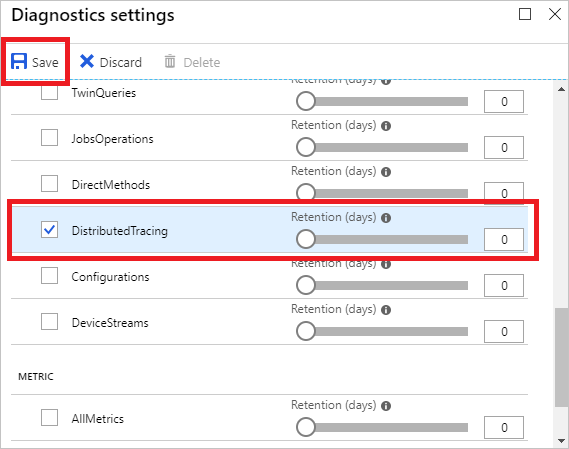 Diagnostics settings
Save Discard Delete
TwinQueries Retention (days) 0
JobsOperations Retention (days) 0
DirectMethods Retention (days) 0
DistributedTracing Retention (days) 0
Configurations Retention (days) 0
DeviceStreams Retention (days) 0
METRIC
AllMetrics Retention (days) 0